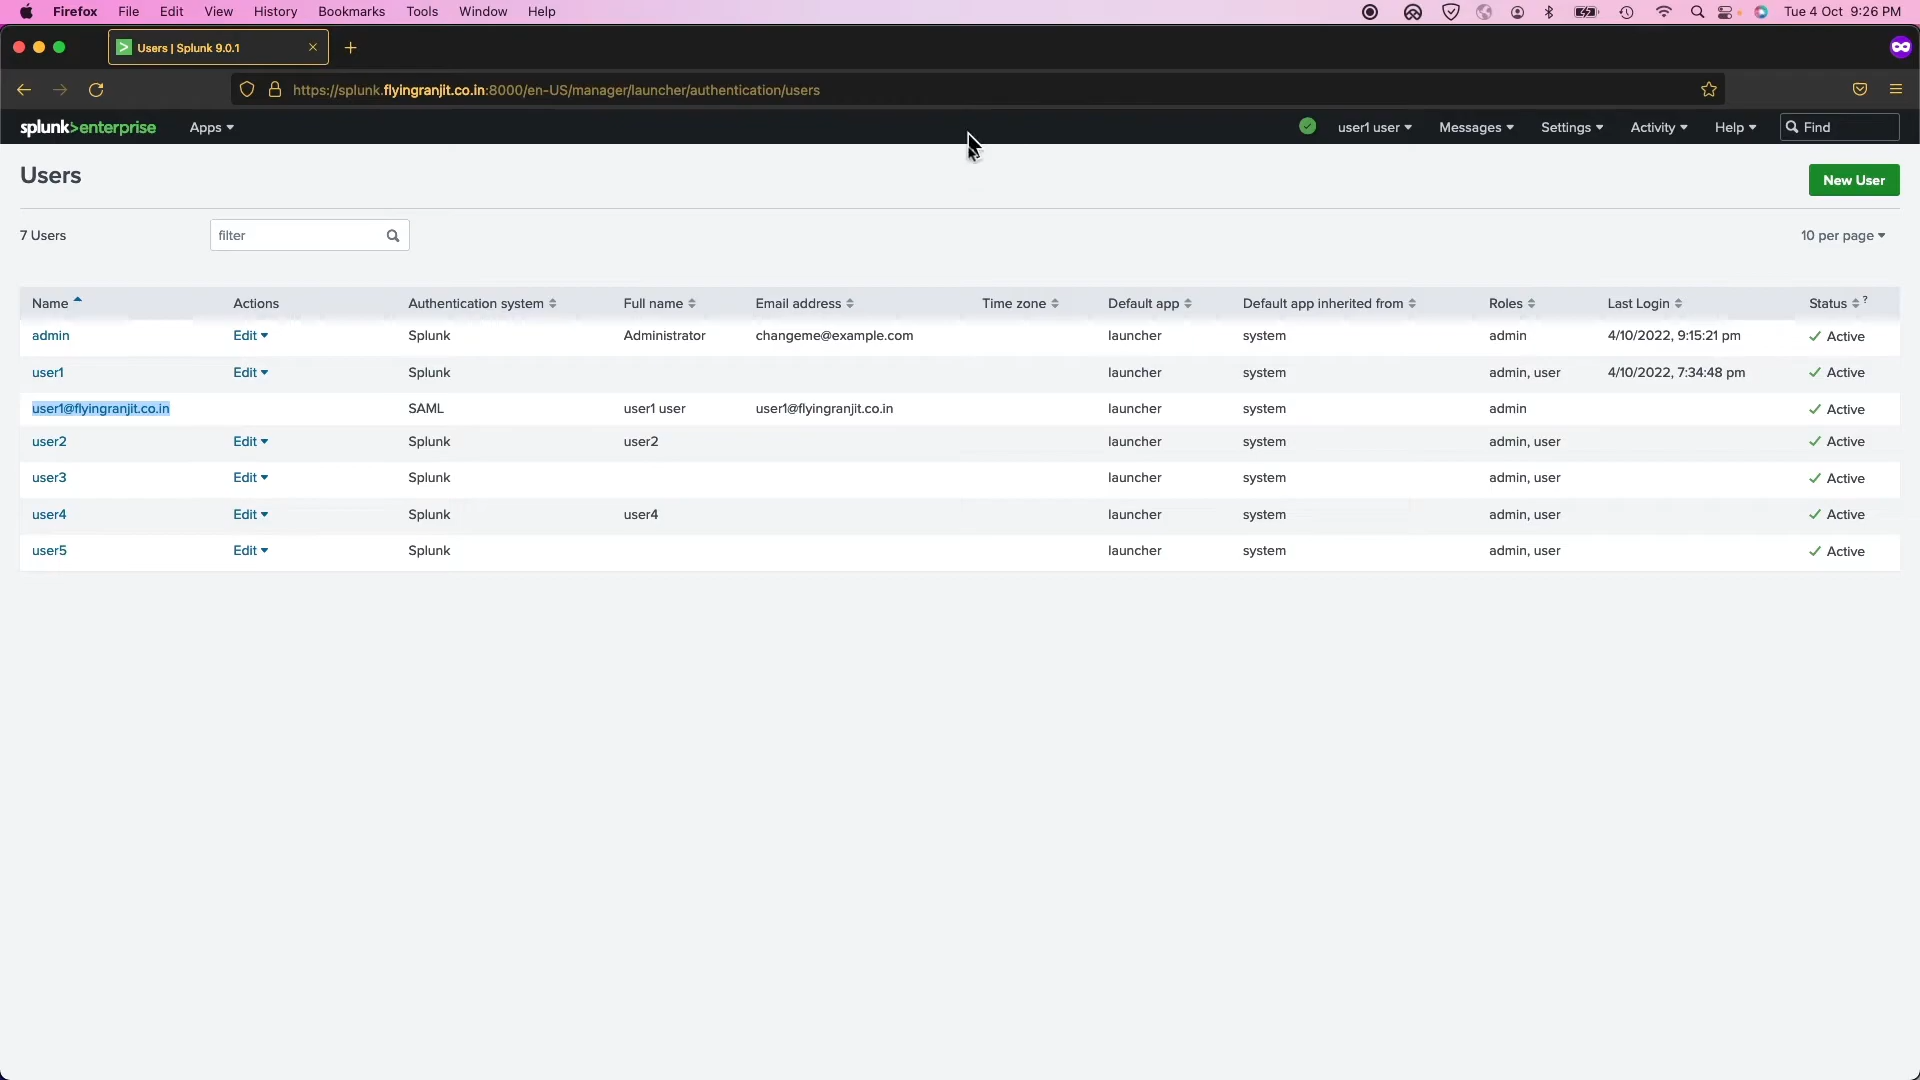 Firefox File Edit View History Bookmarks Tools Window Help Tue 4 Oct 9:26 PM
Users | Splunk 9.0.1
https://splunk.flyingranjit.co.in:8000/en-US/manager/launcher/authentication/users
splunk>enterprise Apps user1 user Messages Settings Activity Help Find
Users
New User
7 Users filter 10 per page
Name Actions Authentication system Full name Email address Time zone Default app Default app inherited from Roles Last Login Status ?
admin Edit Splunk Administrator changeme@example.com launcher system admin 4/10/2022, 9:15:21 pm Active
user1 Edit Splunk launcher system admin, user 4/10/2022, 7:34:48 pm Active
user1@flyingranjit.co.in SAML user1 user user1@flyingranjit.co.in launcher system admin Active
user2 Edit Splunk user2 launcher system admin, user Active
user3 Edit Splunk launcher system admin, user Active
user4 Edit Splunk user4 launcher system admin, user Active
user5 Edit Splunk launcher system admin, user Active